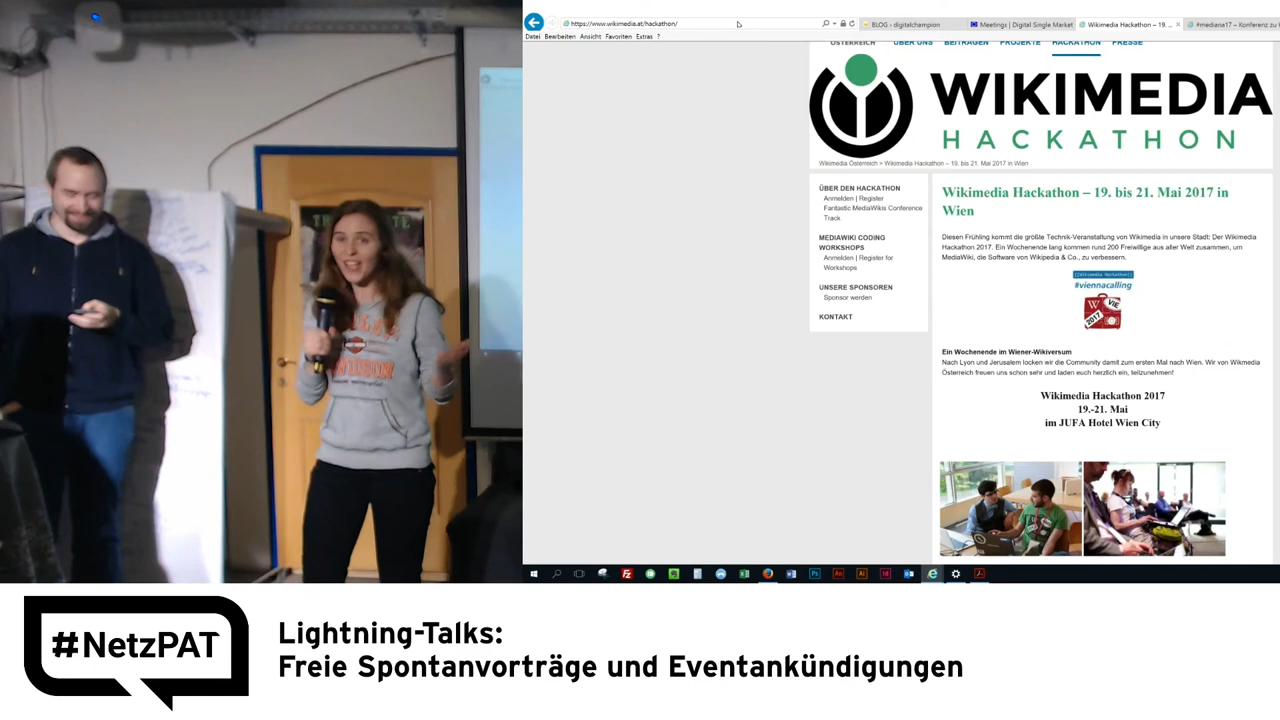 https://www.wikimedia.at/hackathon/
BLOG › digitalchampion
Meetings | Digital Single Market
Wikimedia Hackathon – 19. ...
#mediana17 – Konferenz zu
Datei Bearbeiten Ansicht Favoriten Extras ?
ÖSTERREICH ÜBER UNS BEITRAGEN PROJEKTE HACKATHON PRESSE
WIKIMEDIA
HACKATHON
Wikimedia Österreich > Wikimedia Hackathon – 19. bis 21. Mai 2017 in Wien
ÜBER DEN HACKATHON
Anmelden | Register
Fantastic MediaWikis Conference
Track
MEDIAWIKI CODING
WORKSHOPS
Anmelden | Register for
Workshops
UNSERE SPONSOREN
Sponsor werden
KONTAKT
Wikimedia Hackathon – 19. bis 21. Mai 2017 in
Wien
Diesen Frühling kommt die größte Technik-Veranstaltung von Wikimedia in unsere Stadt: Der Wikimedia
Hackathon 2017. Ein Wochenende lang kommen rund 200 Freiwillige aus aller Welt zusammen, um
MediaWiki, die Software von Wikipedia & Co., zu verbessern.
[[Wikimedia Hackathon]]
#viennacalling
W VIE
2017
Ein Wochenende im Wiener-Wikiversum
Nach Lyon und Jerusalem locken wir die Community damit zum ersten Mal nach Wien. Wir von Wikimedia
Österreich freuen uns schon sehr und laden euch herzlich ein, teilzunehmen!
Wikimedia Hackathon 2017
19.-21. Mai
im JUFA Hotel Wien City
#NetzPAT
Lightning-Talks:
Freie Spontanvorträge und Eventankündigungen